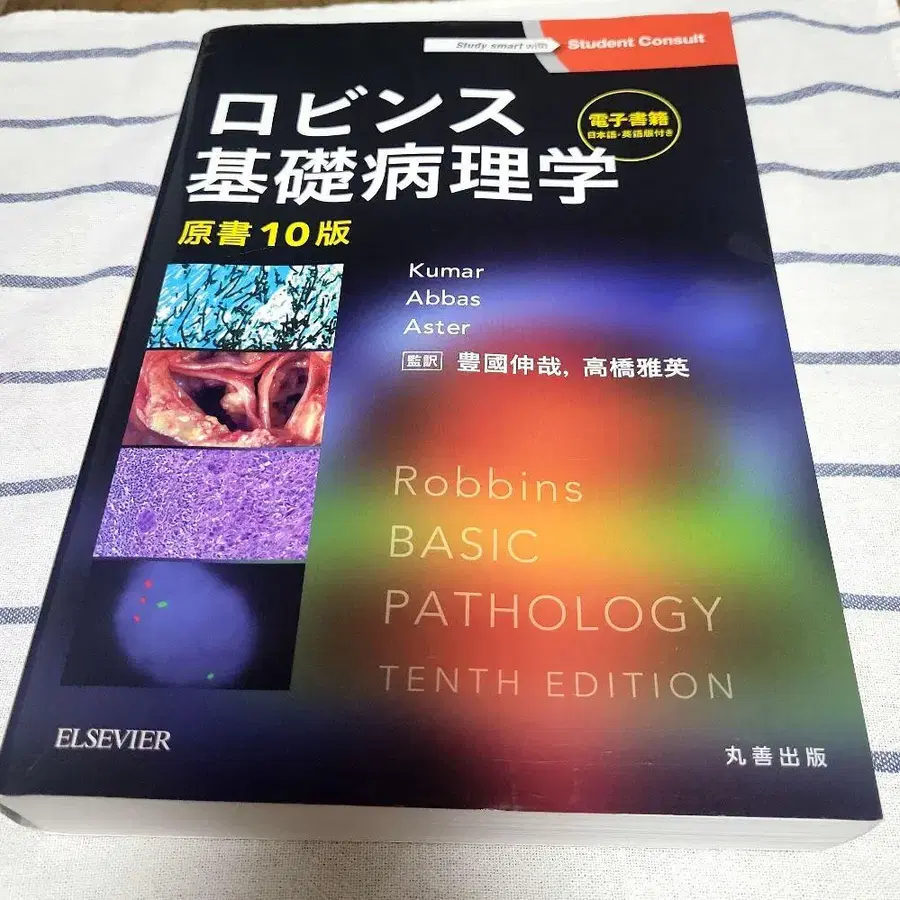 Study smart with
Student Consult
ロビンス
基礎病理学
電子書籍
日本語・英語版付き
原書10版
Kumar
Abbas
Aster
監訳 豊國伸哉, 高橋雅英
Robbins
BASIC
PATHOLOGY
TENTH EDITION
ELSEVIER
丸善出版